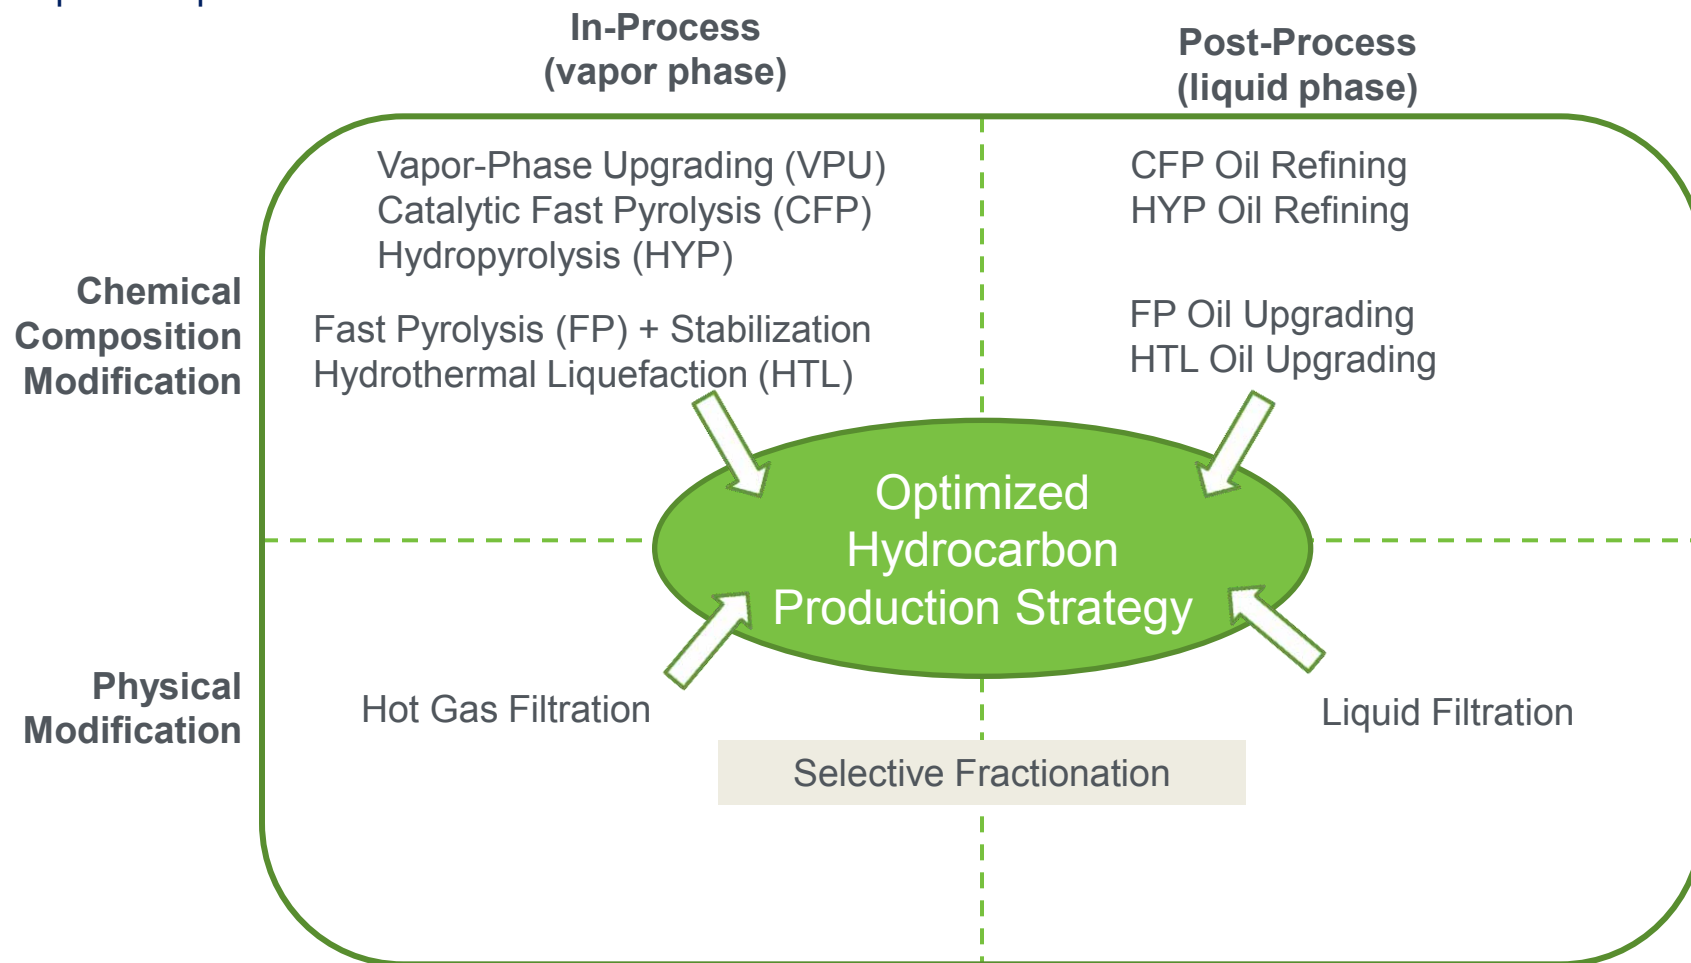 In-Process
(vapor phase)
Post-Process
(liquid phase)
Chemical
Composition
Modification
Vapor-Phase Upgrading (VPU)
Catalytic Fast Pyrolysis (CFP)
Hydropyrolysis (HYP)
Fast Pyrolysis (FP) + Stabilization
Hydrothermal Liquefaction (HTL)
CFP Oil Refining
HYP Oil Refining
FP Oil Upgrading
HTL Oil Upgrading
Optimized
Hydrocarbon
Production Strategy
Physical
Modification
Hot Gas Filtration
Liquid Filtration
Selective Fractionation